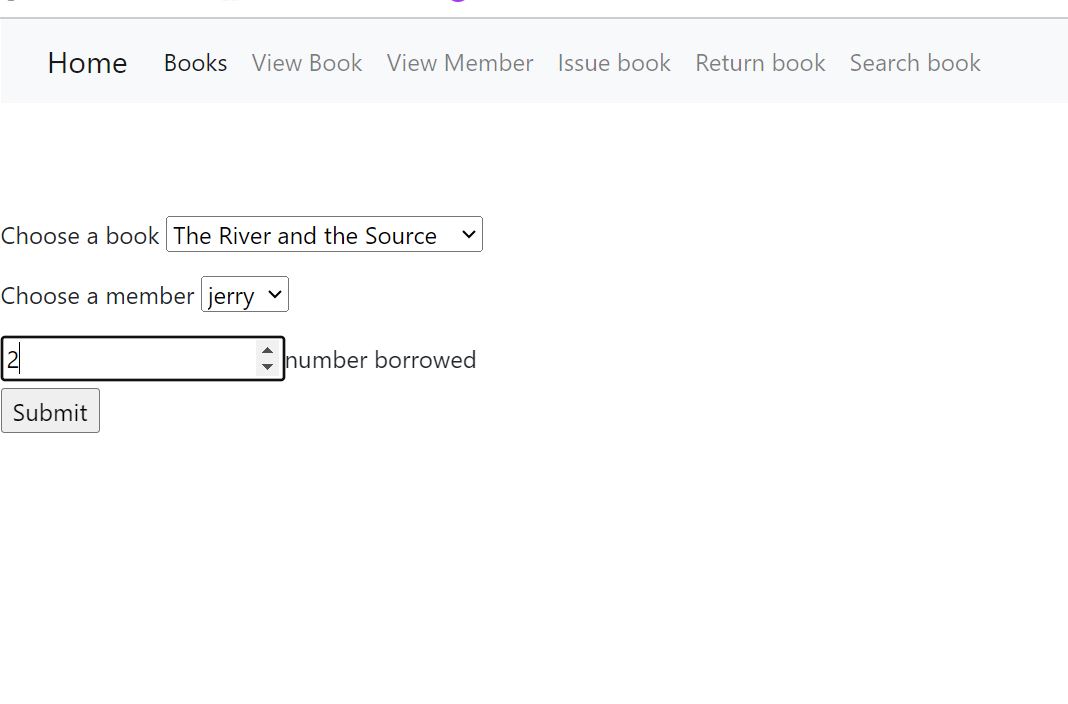 Home Books View Book View Member Issue book Return book Search book
Choose a book The River and the Source
Choose a member jerry
2 number borrowed
Submit